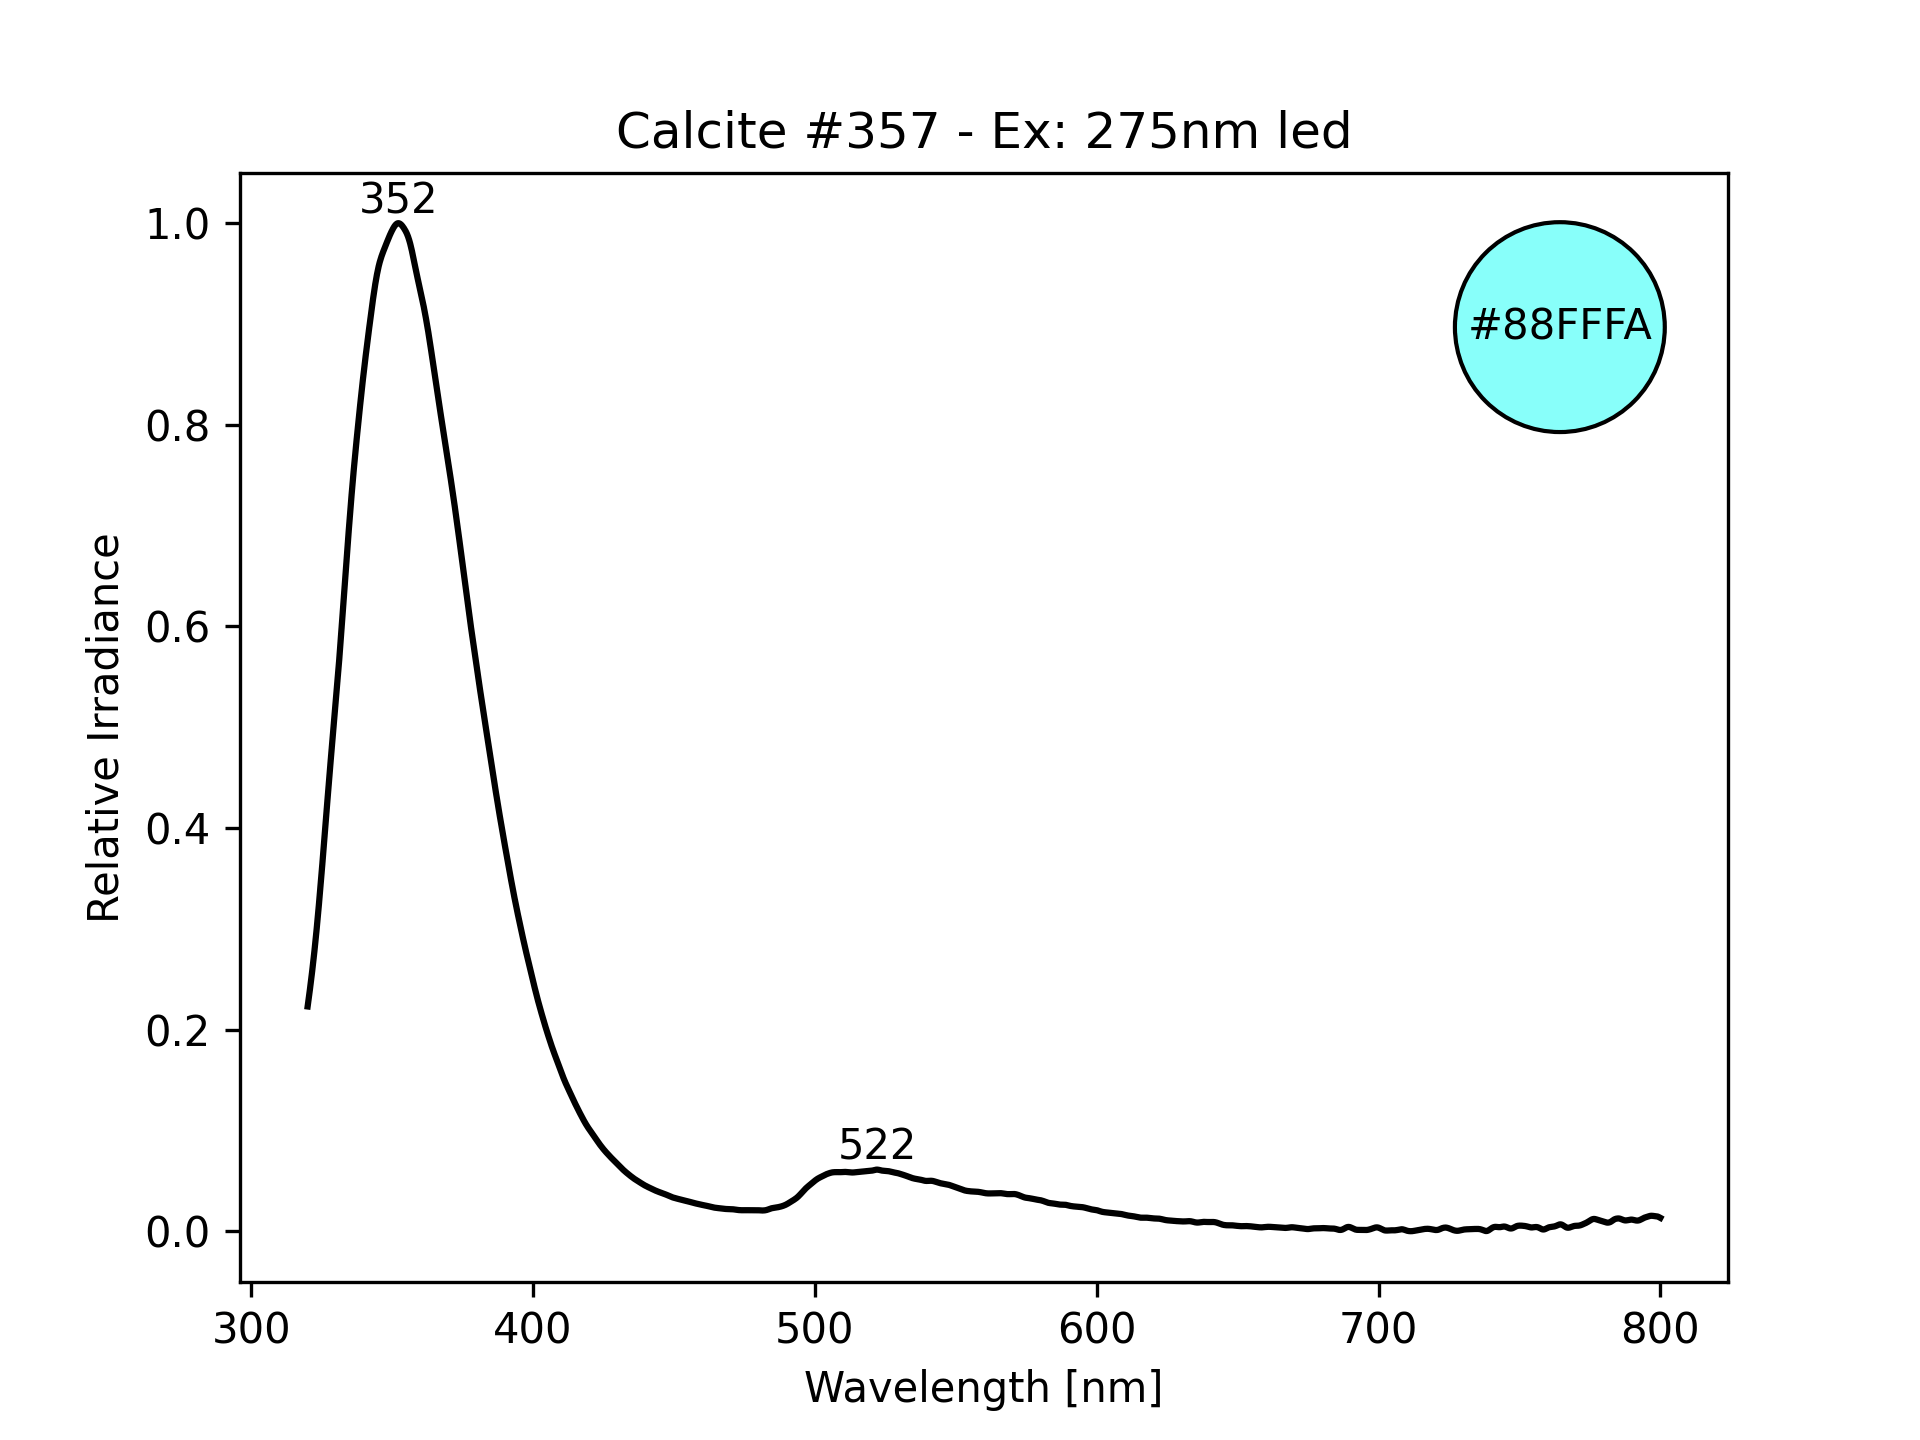 Calcite #357 - Ex: 275nm led
352
#88FFFA
522
1.0
0.8
0.6
0.4
0.2
0.0
Relative Irradiance
300 400 500 600 700 800
Wavelength [nm]